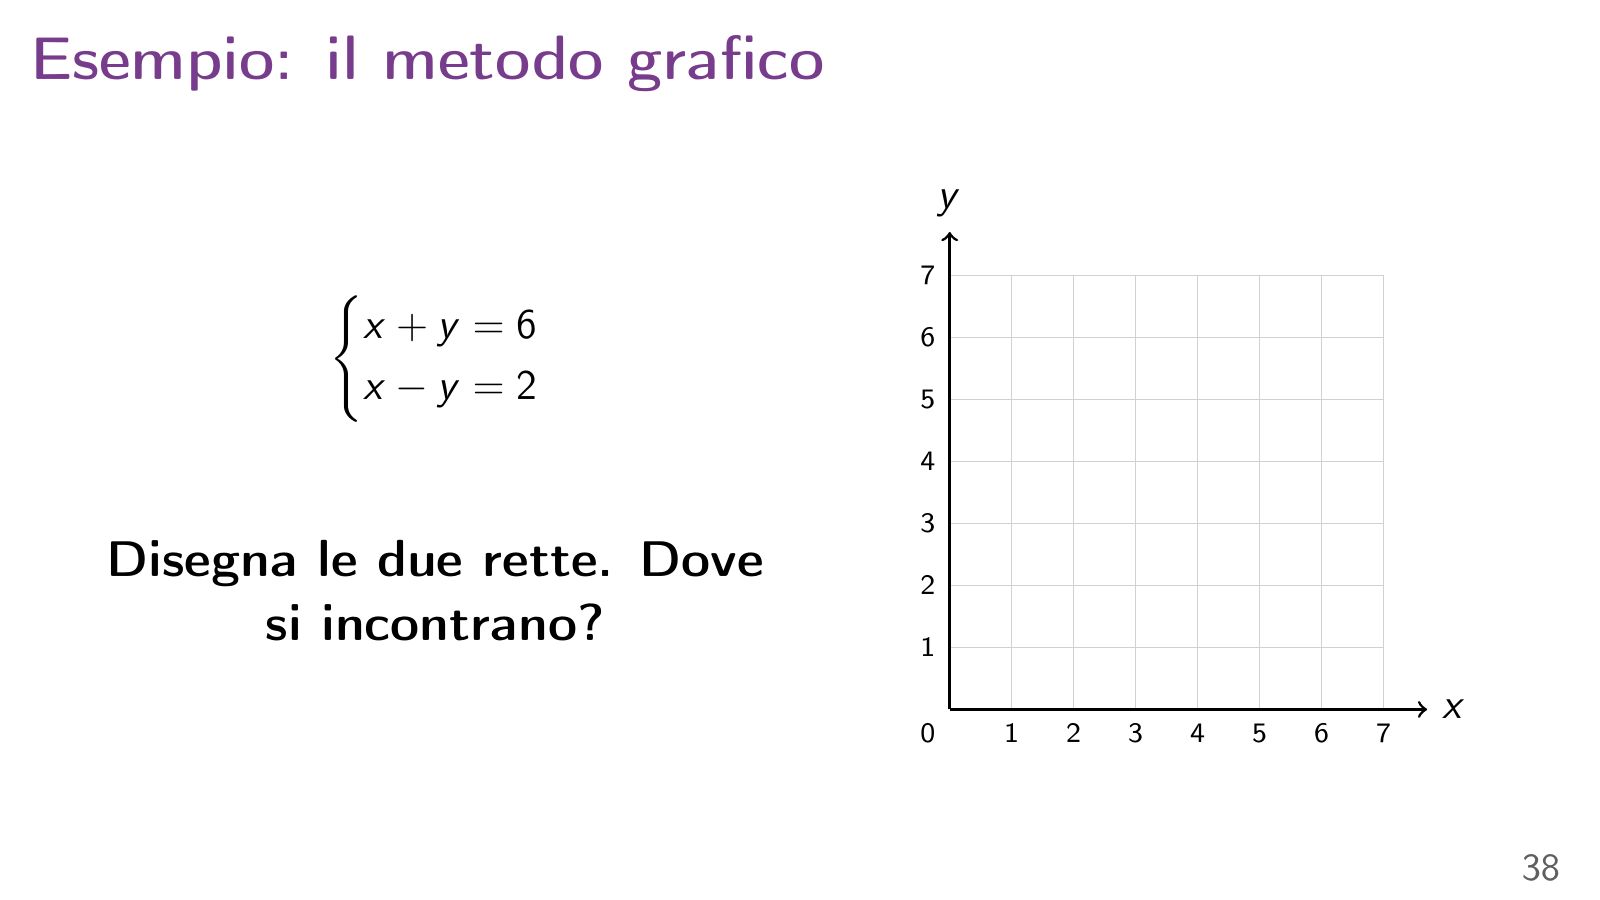 Esempio: il metodo grafico
x + y = 6
x − y = 2
Disegna le due rette. Dove
si incontrano?
y
7
6
5
4
3
2
1
x
0 1 2 3 4 5 6 7
38